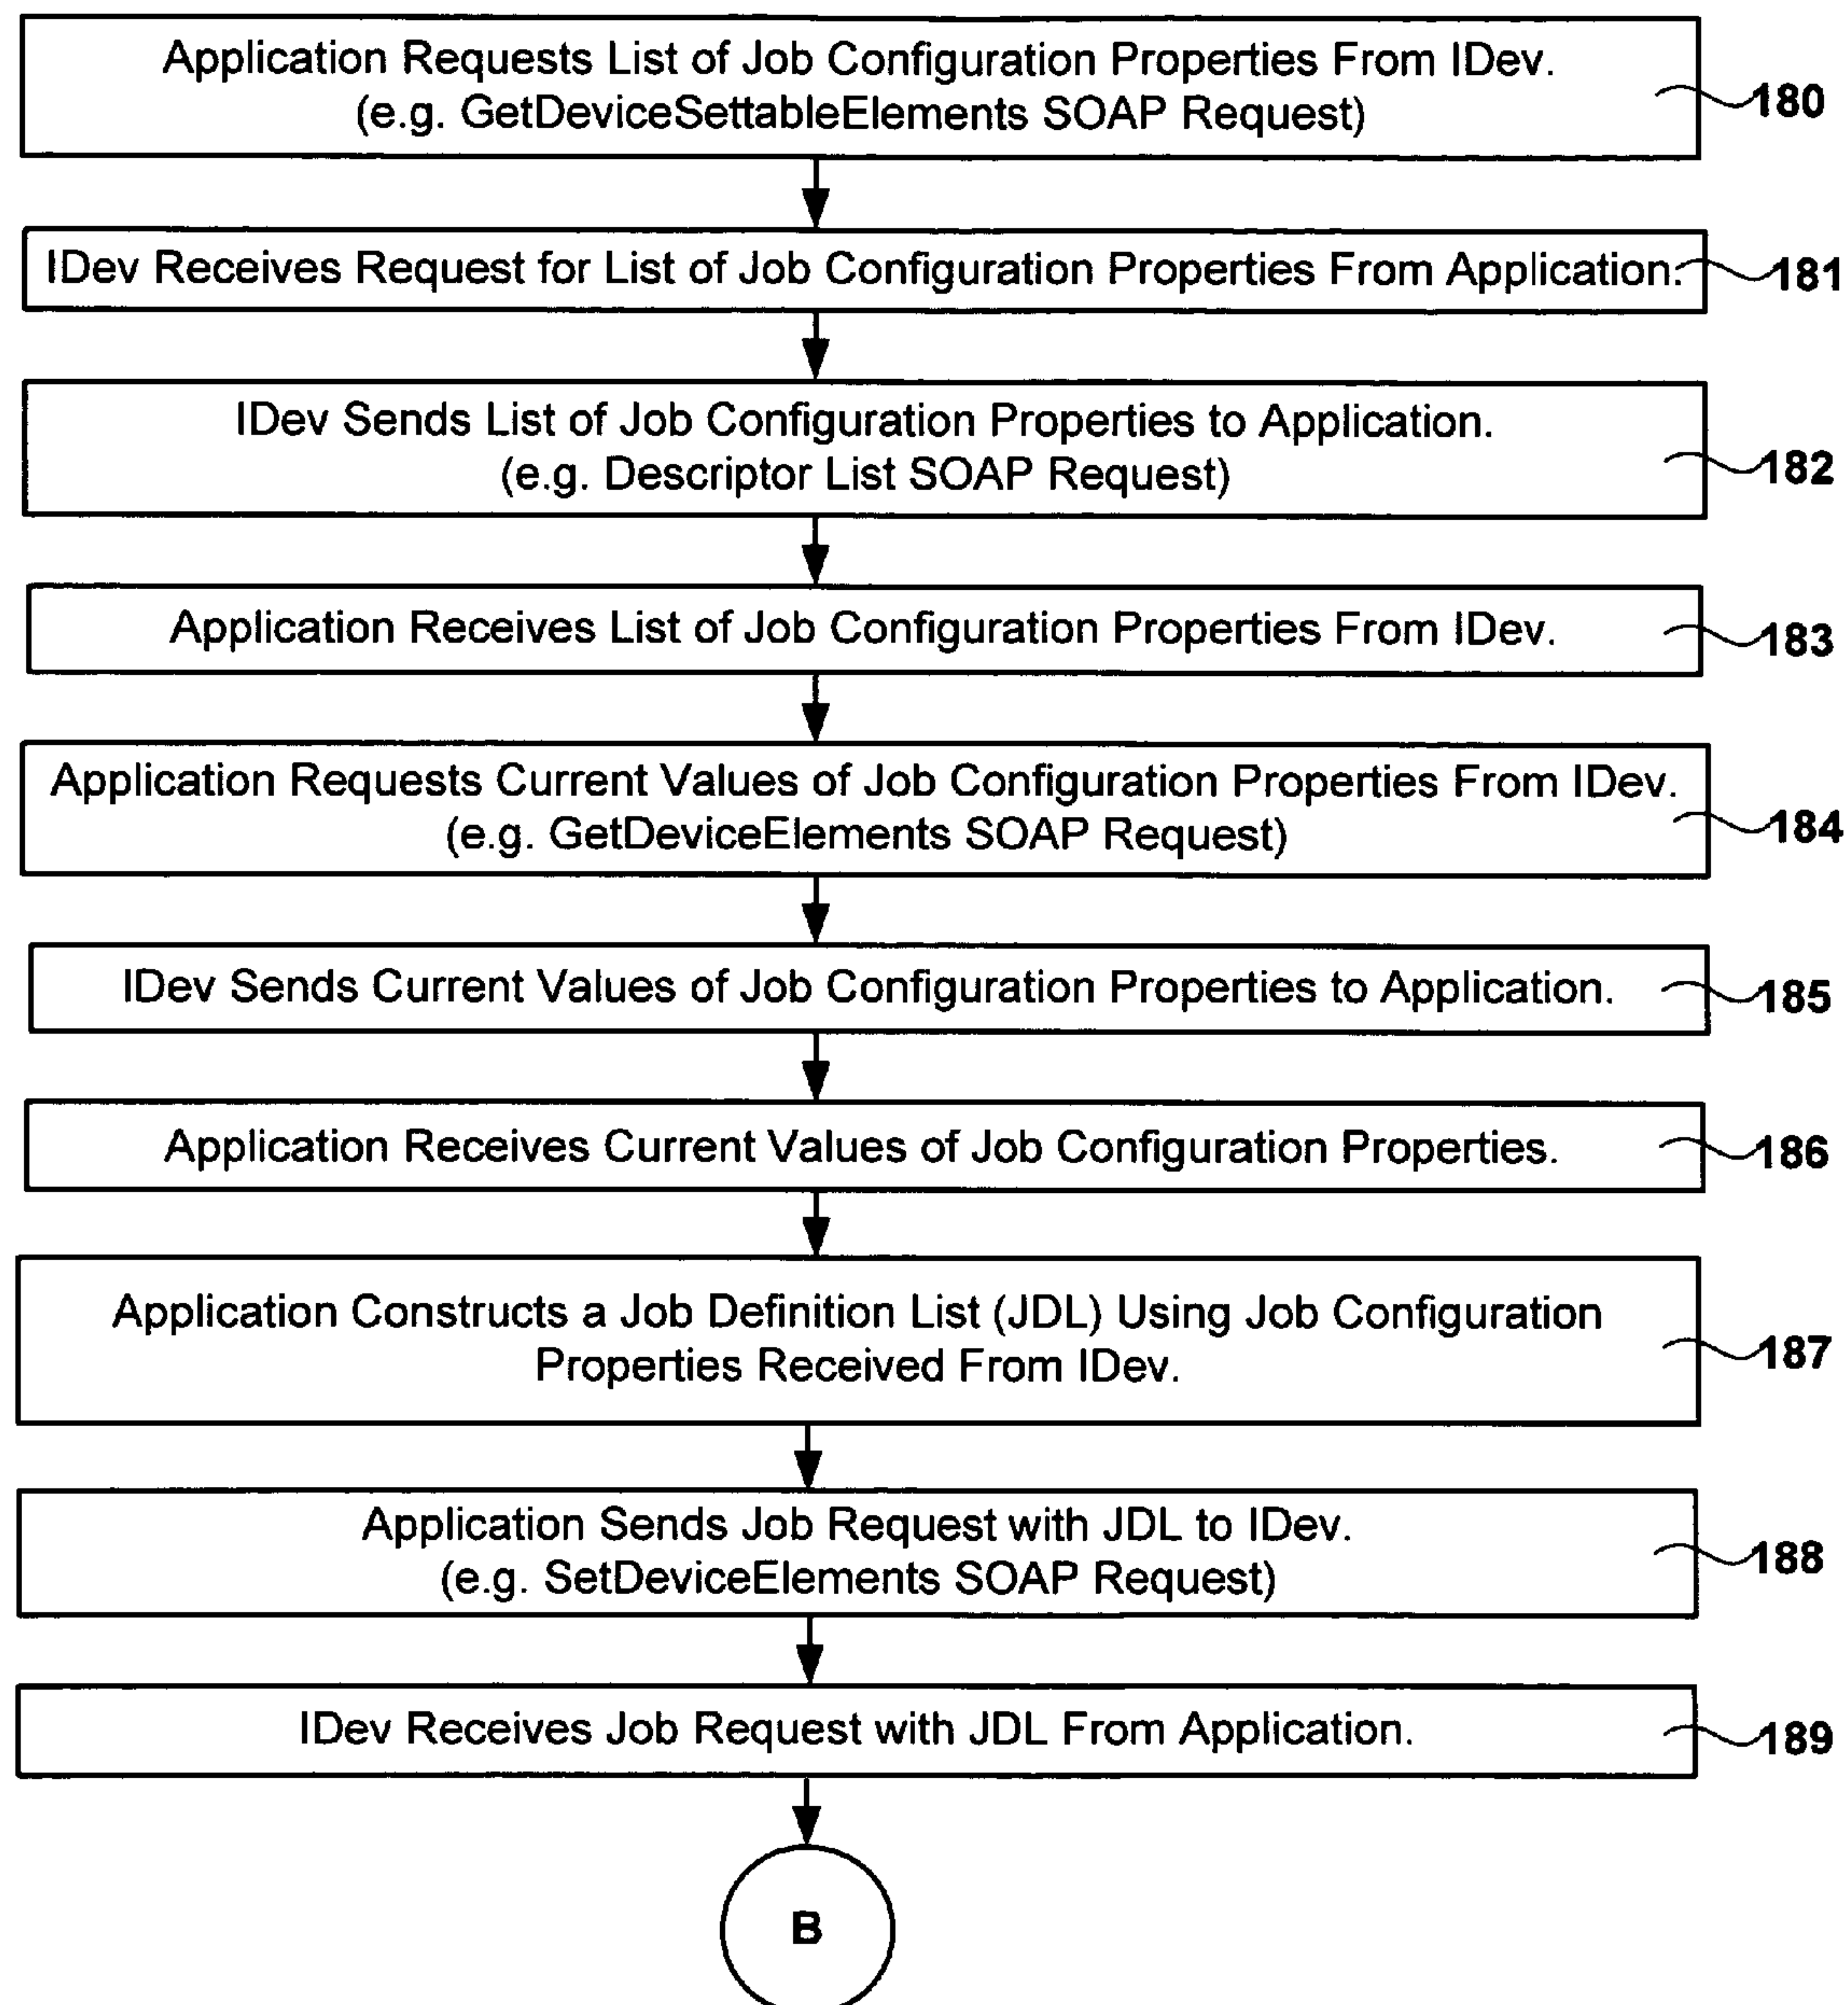 Application Requests List of Job Configuration Properties From IDev.
(e.g. GetDeviceSettableElements SOAP Request)
180
IDev Receives Request for List of Job Configuration Properties From Application.
181
IDev Sends List of Job Configuration Properties to Application.
(e.g. Descriptor List SOAP Request)
182
Application Receives List of Job Configuration Properties From IDev.
183
Application Requests Current Values of Job Configuration Properties From IDev.
(e.g. GetDeviceElements SOAP Request)
184
IDev Sends Current Values of Job Configuration Properties to Application.
185
Application Receives Current Values of Job Configuration Properties.
186
Application Constructs a Job Definition List (JDL) Using Job Configuration
Properties Received From IDev.
187
Application Sends Job Request with JDL to IDev.
(e.g. SetDeviceElements SOAP Request)
188
IDev Receives Job Request with JDL From Application.
189
B